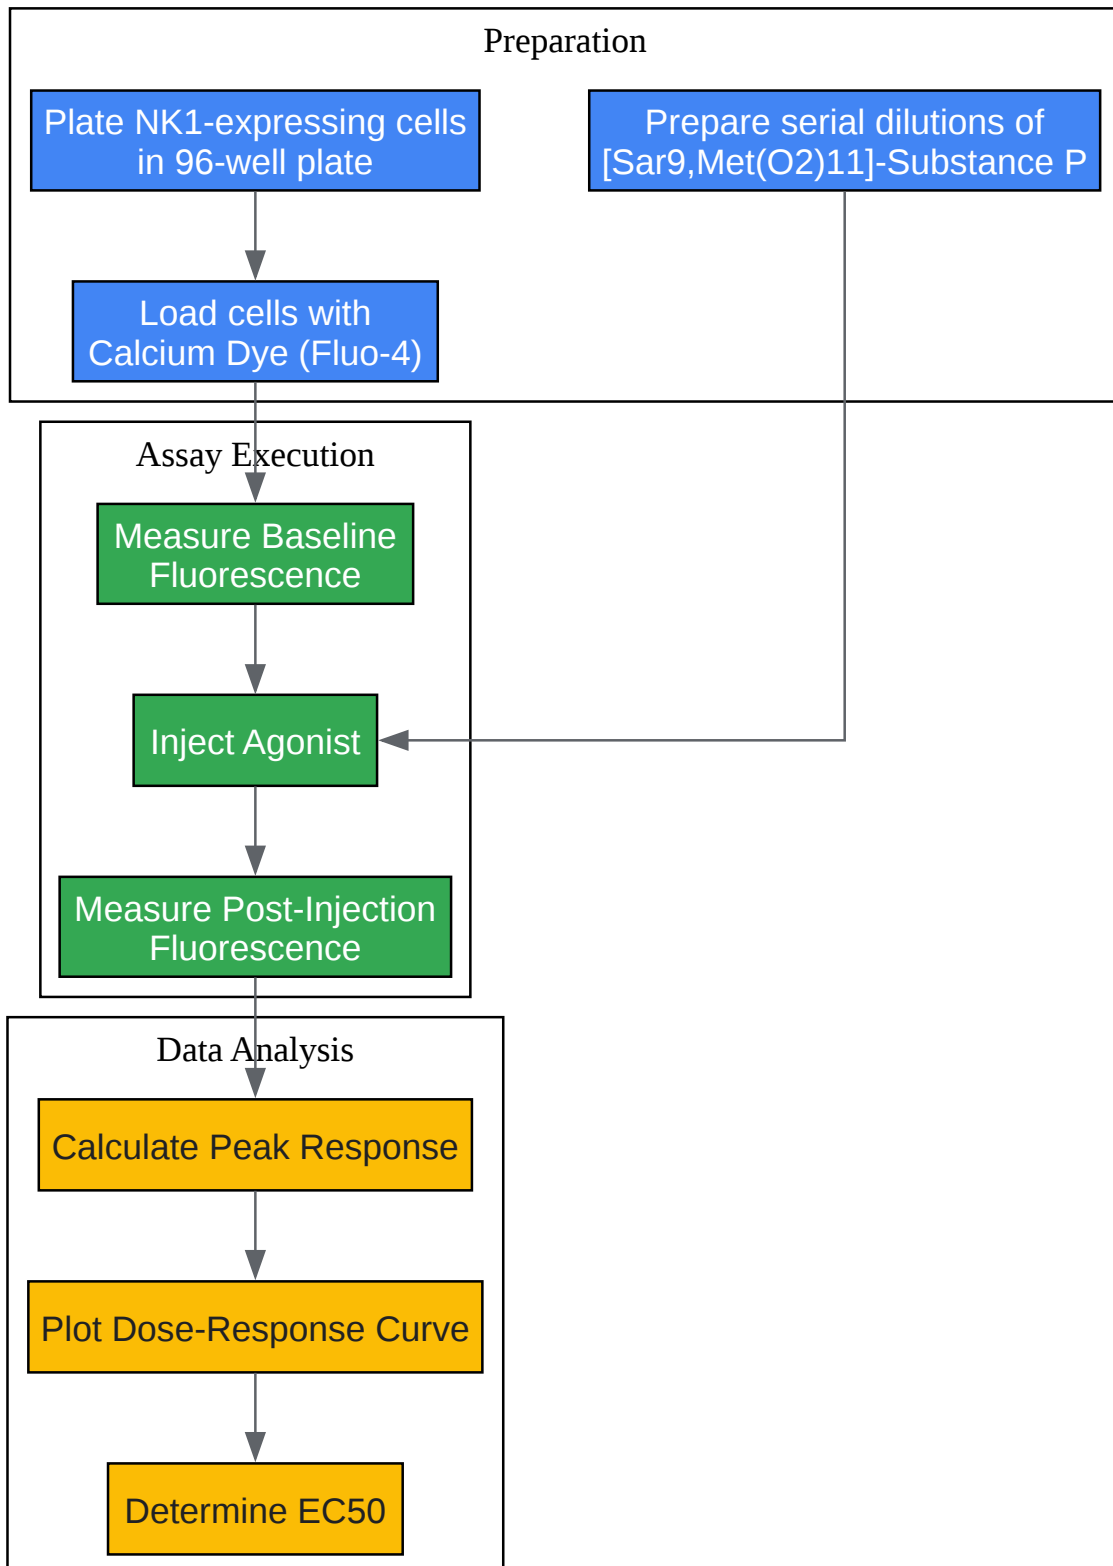 Preparation
Plate NK1-expressing cells
in 96-well plate
Prepare serial dilutions of
[Sar9,Met(O2)11]-Substance P
Load cells with
Calcium Dye (Fluo-4)
Assay Execution
Measure Baseline
Fluorescence
Inject Agonist
Measure Post-Injection
Fluorescence
Data Analysis
Calculate Peak Response
Plot Dose-Response Curve
Determine EC50